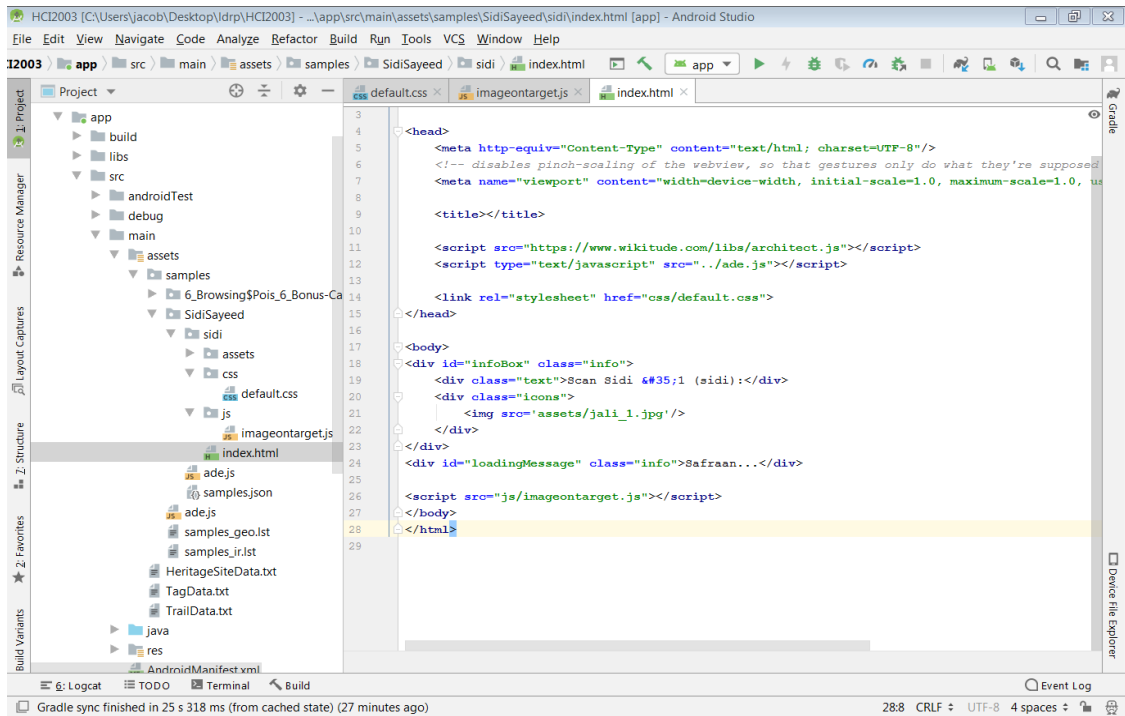 HCI2003 [C:\Users\jacob\Desktop\ldrp\HCI2003] - ...\app\src\main\assets\samples\SidiSayeed\sidi\index.html [app] - Android Studio
File Edit View Navigate Code Analyze Refactor Build Run Tools VCS Window Help
I2003 app src main assets samples SidiSayeed sidi index.html app
Project
default.css imageontarget.js index.html
1: Project
Resource Manager
Layout Captures
7: Structure
2: Favorites
Build Variants
app
build
libs
src
androidTest
debug
main
assets
samples
6_Browsing$Pois_6_Bonus-Ca
SidiSayeed
sidi
assets
css
default.css
js
imageontarget.js
index.html
ade.js
samples.json
ade.js
samples_geo.lst
samples_ir.lst
HeritageSiteData.txt
TagData.txt
TrailData.txt
java
res
AndroidManifest.xml
3
4 <head>
5 <meta http-equiv="Content-Type" content="text/html; charset=UTF-8"/>
6 <!-- disables pinch-scaling of the webview, so that gestures only do what they're supposed
7 <meta name="viewport" content="width=device-width, initial-scale=1.0, maximum-scale=1.0, us
8
9 <title></title>
10
11 <script src="https://www.wikitude.com/libs/architect.js"></script>
12 <script type="text/javascript" src="../ade.js"></script>
13
14 <link rel="stylesheet" href="css/default.css">
15 </head>
16
17 <body>
18 <div id="infoBox" class="info">
19 <div class="text">Scan Sidi &#35;1 (sidi):</div>
20 <div class="icons">
21 <img src='assets/jali_1.jpg'/>
22 </div>
23 </div>
24 <div id="loadingMessage" class="info">Safraan...</div>
25
26 <script src="js/imageontarget.js"></script>
27 </body>
28 </html>
29
Gradle
Device File Explorer
6: Logcat TODO Terminal Build Event Log
Gradle sync finished in 25 s 318 ms (from cached state) (27 minutes ago) 28:8 CRLF UTF-8 4 spaces